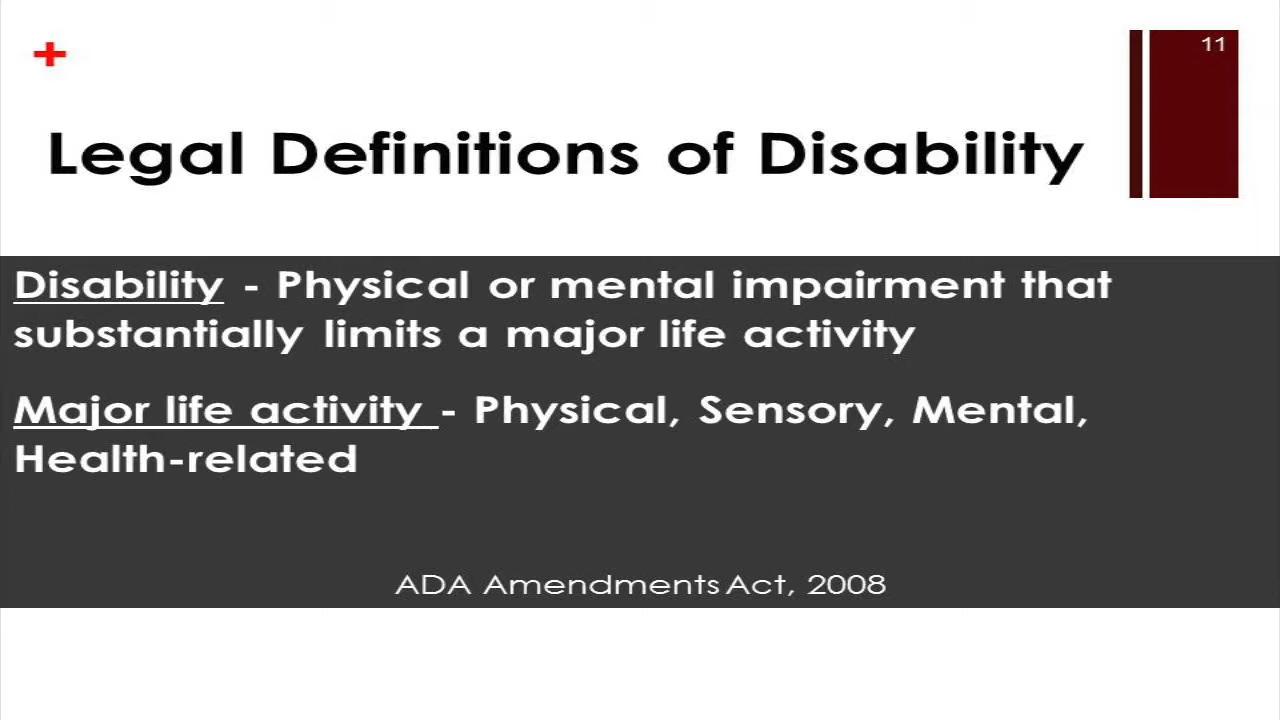 +
11
Legal Definitions of Disability
Disability - Physical or mental impairment that
substantially limits a major life activity
Major life activity - Physical, Sensory, Mental,
Health-related
ADA Amendments Act, 2008